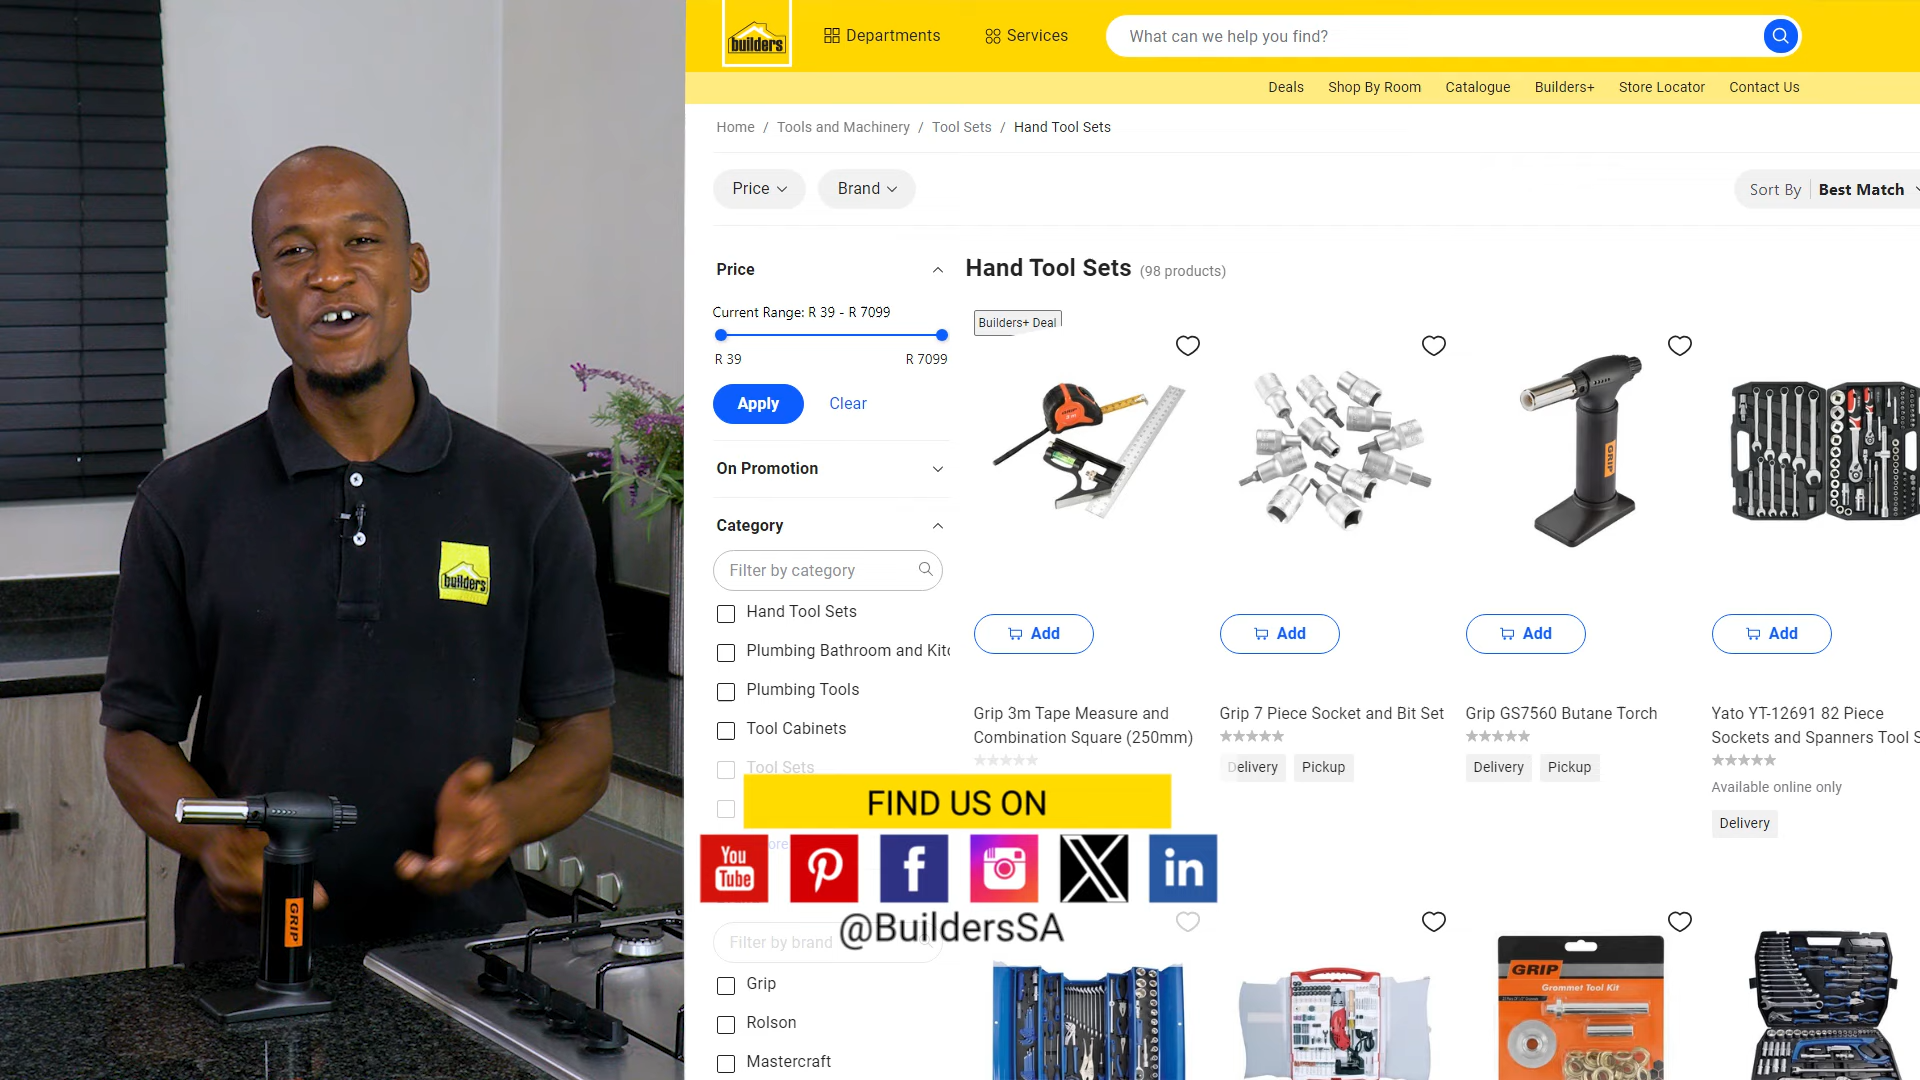 builders
Departments
Services
What can we help you find?
Deals
Shop By Room
Catalogue
Builders+
Store Locator
Contact Us
Home / Tools and Machinery / Tool Sets / Hand Tool Sets
Price
Brand
Sort By
Best Match
Price
Current Range: R 39 - R 7099
R 39
R 7099
Apply
Clear
On Promotion
Category
Filter by category
Hand Tool Sets
Plumbing Bathroom and Kitc
Plumbing Tools
Tool Cabinets
Tool Sets
Hand Tool Sets (98 products)
Builders+ Deal
GRIP
Add
Add
Add
Add
Grip 3m Tape Measure and
Combination Square (250mm)
Grip 7 Piece Socket and Bit Set
Delivery
Pickup
Grip GS7560 Butane Torch
Delivery
Pickup
Yato YT-12691 82 Piece
Sockets and Spanners Tool S
Available online only
Delivery
builders
GRIP
FIND US ON
You
Tube
f
X
in
@BuildersSA
Filter by brand
Grip
Rolson
Mastercraft
GRIP
Grommet Tool Kit